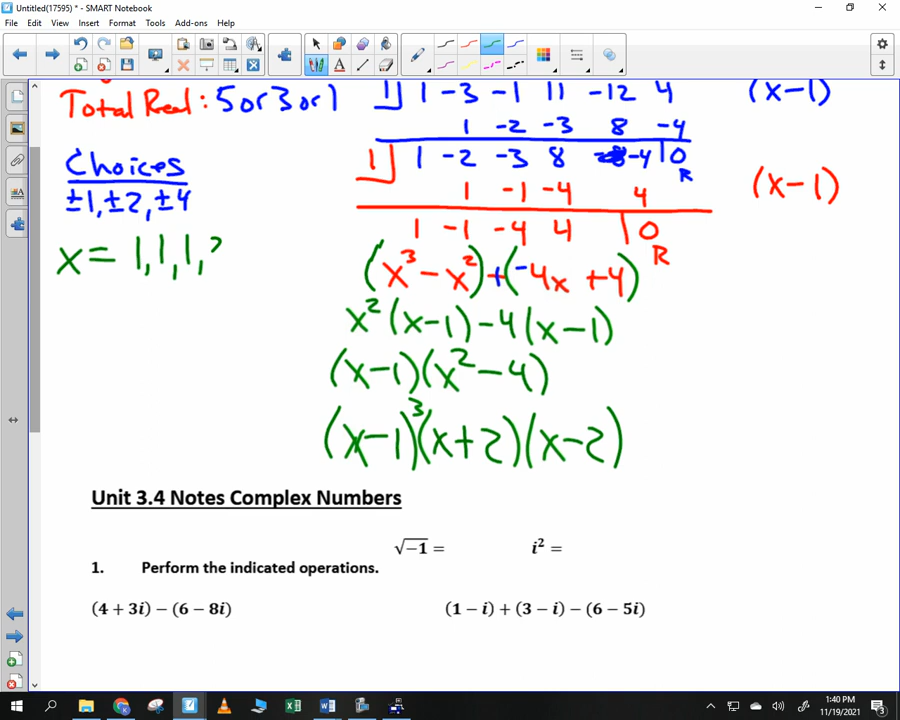 Untitled(17595) * - SMART Notebook
File Edit View Insert Format Tools Add-ons Help
Total Real: 5 or 3 or 1
1 1 -3 -1 11 -12 4
(x-1)
1 -2 -3 8 -4
Choices
1 1 -2 -3 8 -4 0
R
±1, ±2, ±4
1 -1 -4 4
(x-1)
1 -1 -4 4 0
R
x = 1, 1, 1,
(x³ - x²) + (-4x + 4)
x²(x-1) - 4(x-1)
(x-1)(x²-4)
(x-1)³(x+2)(x-2)
Unit 3.4 Notes Complex Numbers
√-1 = i² =
1. Perform the indicated operations.
(4 + 3i) − (6 − 8i) (1 − i) + (3 − i) − (6 − 5i)
1:40 PM
11/19/2021
3